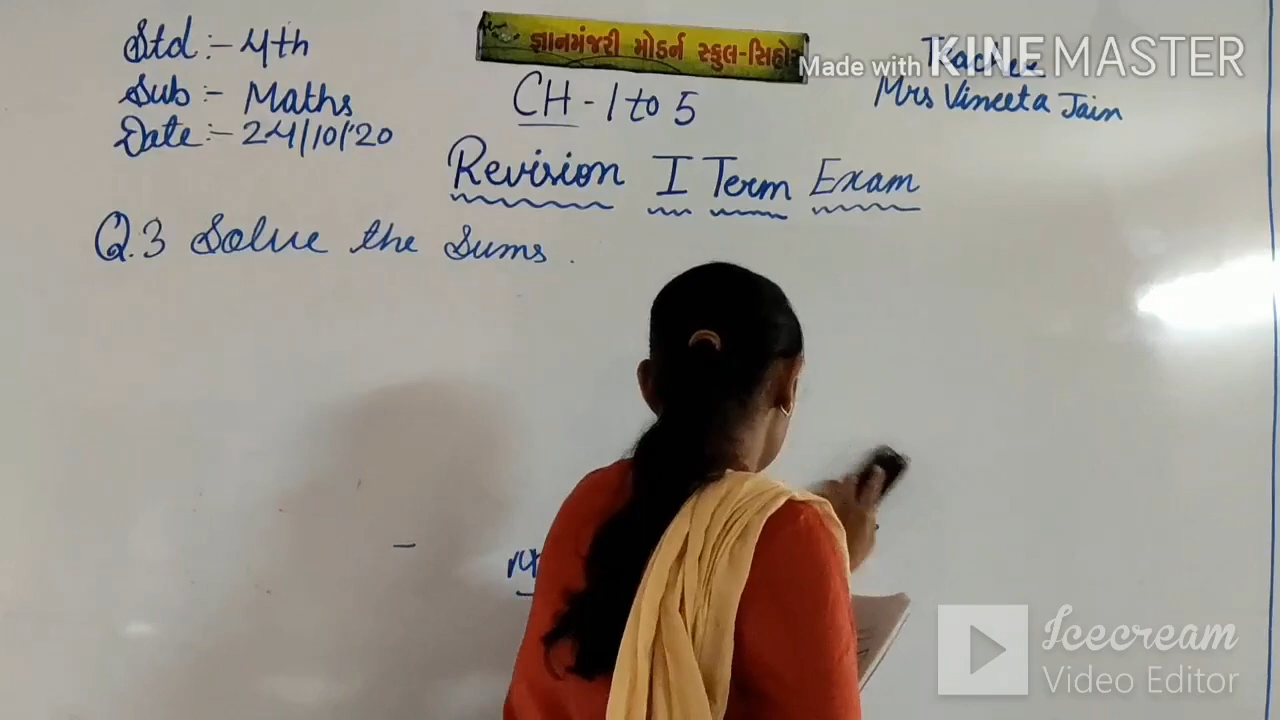 Std :- 4th
Sub :- Maths
Date :- 24/10/'20
જ્ઞાનમંજરી મોડર્ન સ્કુલ-સિહોર
CH - 1 to 5
Made with KINEMASTER
Teacher
Mrs Vineeta Jain
Revision I Term Exam
Q.3 Solve the Sums.
Icecream
Video Editor